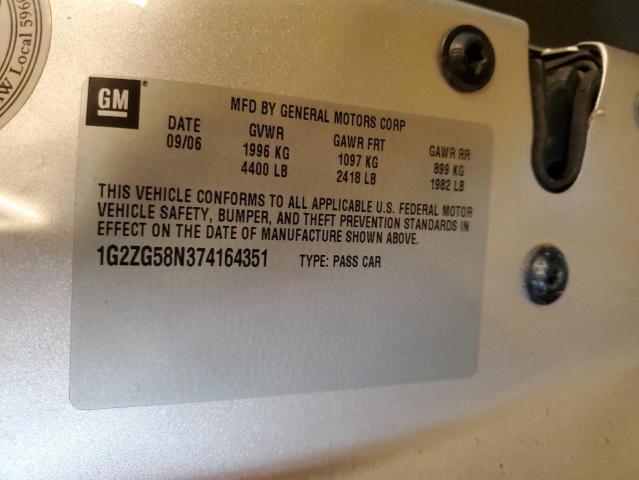 W Local 5960
GM®
MFD BY GENERAL MOTORS CORP
DATE GVWR GAWR FRT GAWR RR
09/06 1996 KG 1097 KG 899 KG
4400 LB 2418 LB 1982 LB
THIS VEHICLE CONFORMS TO ALL APPLICABLE U.S. FEDERAL MOTOR
VEHICLE SAFETY, BUMPER, AND THEFT PREVENTION STANDARDS IN
EFFECT ON THE DATE OF MANUFACTURE SHOWN ABOVE.
1G2ZG58N374164351 TYPE: PASS CAR